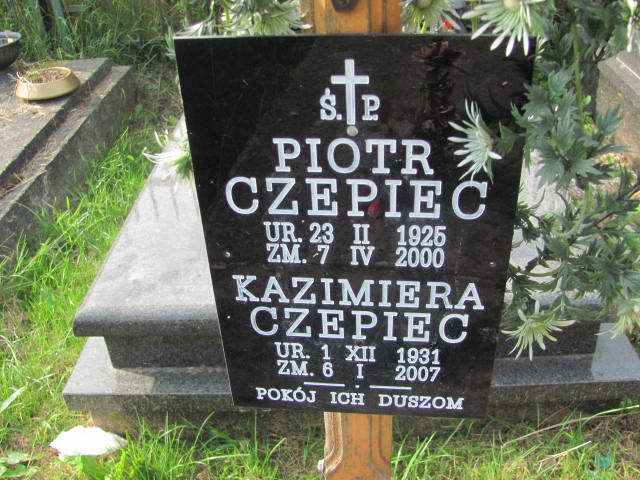 Ś.P.
PIOTR
CZEPIEC
UR. 23 II 1925
ZM. 7 IV 2000
KAZIMIERA
CZEPIEC
UR. 1 XII 1931
ZM. 6 I 2007
POKÓJ ICH DUSZOM